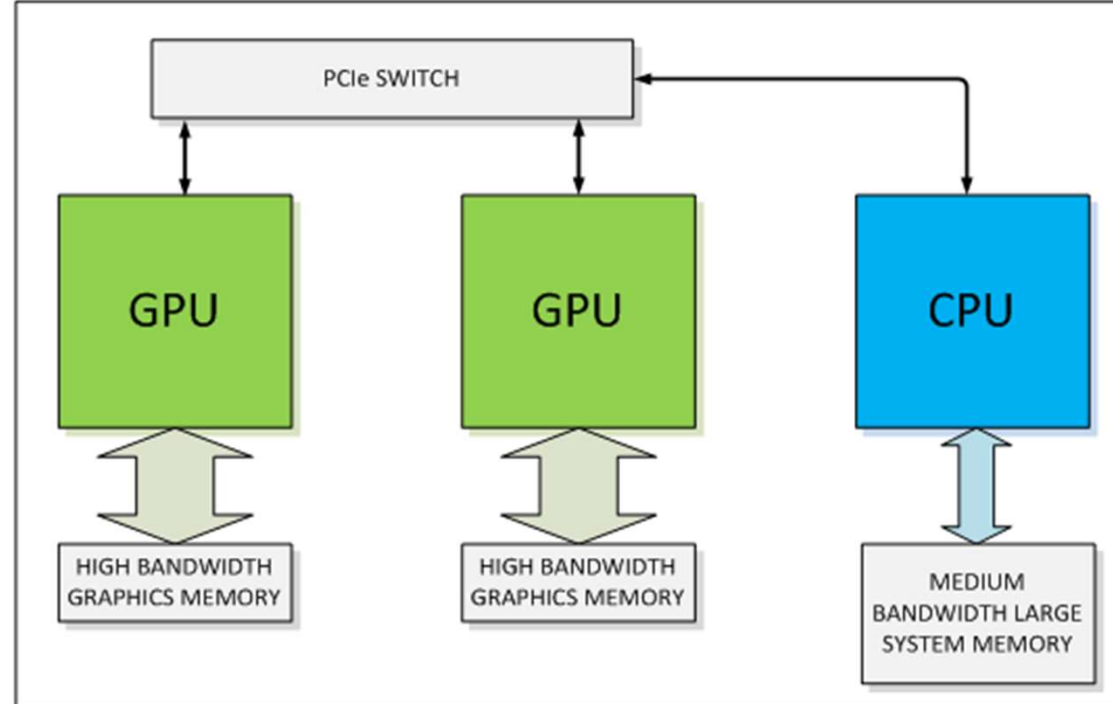 PCIe SWITCH
GPU
GPU
CPU
HIGH BANDWIDTH
GRAPHICS MEMORY
HIGH BANDWIDTH
GRAPHICS MEMORY
MEDIUM
BANDWIDTH LARGE
SYSTEM MEMORY